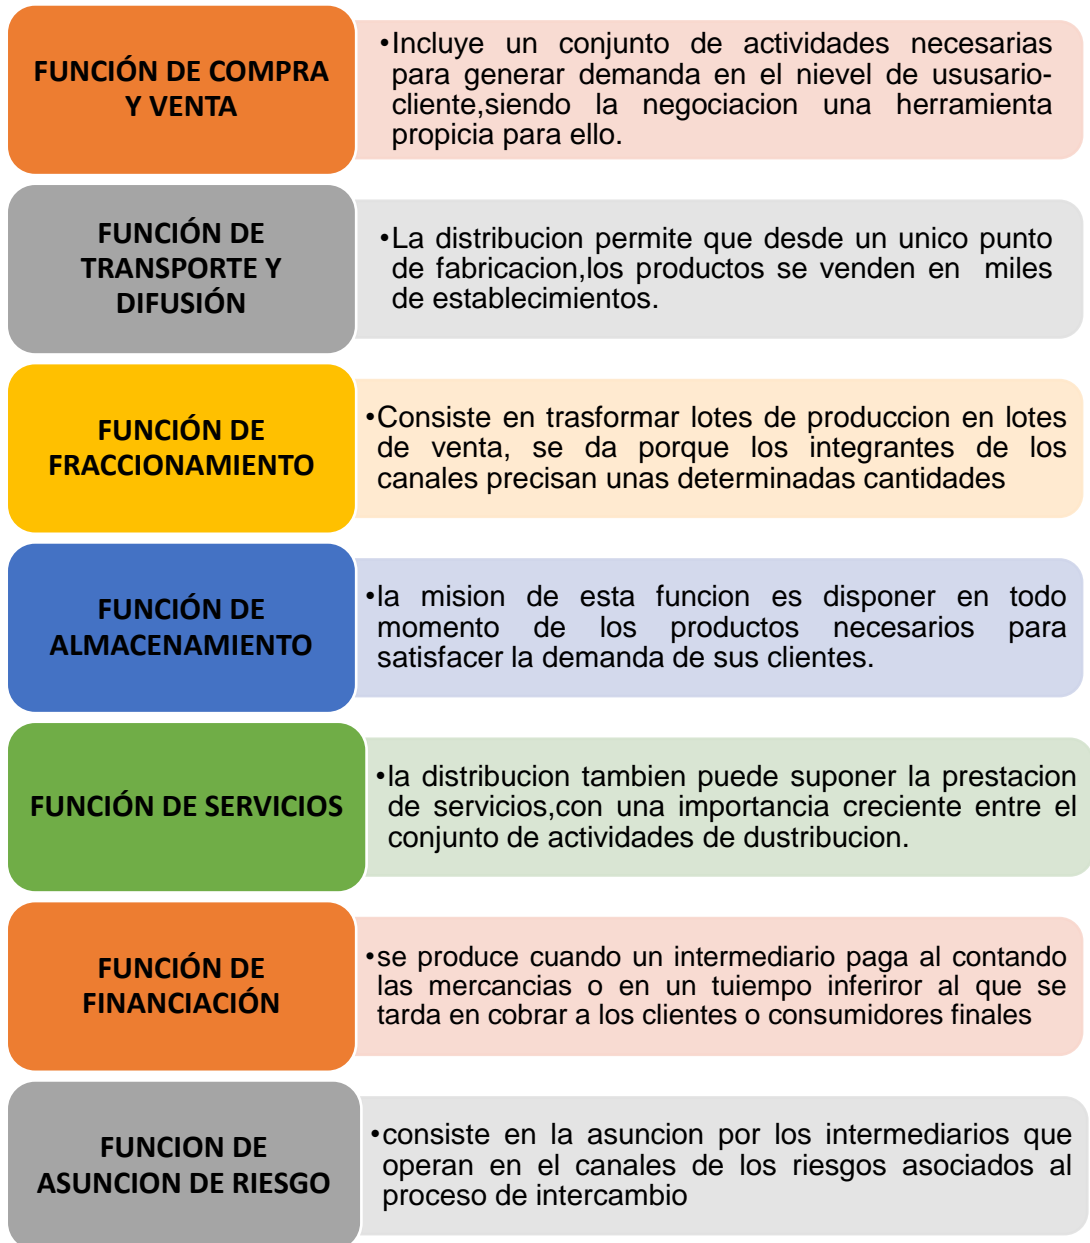 FUNCIÓN DE COMPRA
Y VENTA
•Incluye un conjunto de actividades necesarias
para generar demanda en el nievel de ususario-
cliente,siendo la negociacion una herramienta
propicia para ello.
FUNCIÓN DE
TRANSPORTE Y
DIFUSIÓN
•La distribucion permite que desde un unico punto
de fabricacion,los productos se venden en miles
de establecimientos.
FUNCIÓN DE
FRACCIONAMIENTO
•Consiste en trasformar lotes de produccion en lotes
de venta, se da porque los integrantes de los
canales precisan unas determinadas cantidades
FUNCIÓN DE
ALMACENAMIENTO
•la mision de esta funcion es disponer en todo
momento de los productos necesarios para
satisfacer la demanda de sus clientes.
FUNCIÓN DE SERVICIOS
•la distribucion tambien puede suponer la prestacion
de servicios,con una importancia creciente entre el
conjunto de actividades de dustribucion.
FUNCIÓN DE
FINANCIACIÓN
•se produce cuando un intermediario paga al contando
las mercancias o en un tuiempo inferiror al que se
tarda en cobrar a los clientes o consumidores finales
FUNCION DE
ASUNCION DE RIESGO
•consiste en la asuncion por los intermediarios que
operan en el canales de los riesgos asociados al
proceso de intercambio